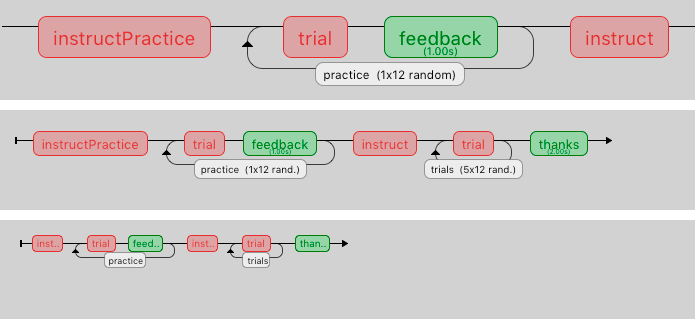 instructPractice trial feedback instruct
(1.00s)
practice (1x12 random)
instructPractice trial feedback instruct trial thanks
(1.00s) (2.00s)
practice (1x12 rand.) trials (5x12 rand.)
inst.. trial feed.. inst.. trial than..
practice trials